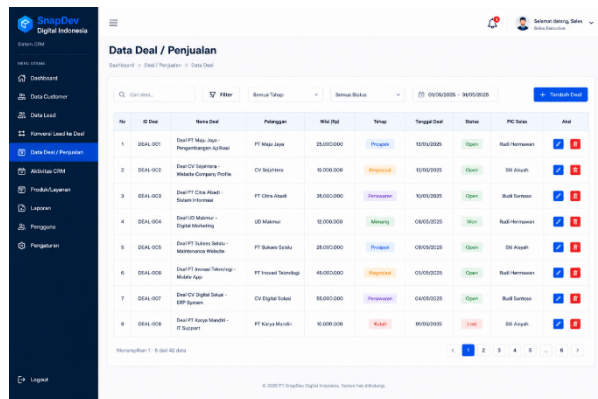 SnapDev
Digital Indonesia
Sistem CRM
MENU UTAMA
Dashboard
Data Customer
Data Lead
Konversi Lead ke Deal
Data Deal / Penjualan
Aktivitas CRM
Produk/Layanan
Laporan
Pengguna
Pengaturan
Logout
Selamat datang, Sales
Sales Executive
Data Deal / Penjualan
Dashboard > Deal / Penjualan > Data Deal
Cari deal...
Filter
Semua Tahap
Semua Status
01/05/2025 - 31/05/2025
+ Tambah Deal
No ID Deal Nama Deal Pelanggan Nilai (Rp) Tahap Tanggal Deal Status PIC Sales Aksi
1 DEAL-001 Deal PT Maju Jaya - Pengembangan Aplikasi PT Maju Jaya 25.000.000 Prospek 12/05/2025 Open Rudi Hermawan
2 DEAL-002 Deal CV Sejahtera - Website Company Profile CV Sejahtera 15.000.000 Negosiasi 12/05/2025 Open Siti Aisyah
3 DEAL-003 Deal PT Citra Abadi - Sistem Informasi PT Citra Abadi 35.000.000 Penawaran 10/05/2025 Open Budi Santoso
4 DEAL-004 Deal UD Makmur - Digital Marketing UD Makmur 12.000.000 Menang 08/05/2025 Won Rudi Hermawan
5 DEAL-005 Deal PT Sukses Selalu - Maintenance Website PT Sukses Selalu 28.000.000 Prospek 08/05/2025 Open Siti Aisyah
6 DEAL-006 Deal PT Inovasi Teknologi - Mobile App PT Inovasi Teknologi 45.000.000 Negosiasi 05/05/2025 Open Rudi Hermawan
7 DEAL-007 Deal CV Digital Solusi - ERP System CV Digital Solusi 55.000.000 Penawaran 04/05/2025 Open Budi Santoso
8 DEAL-008 Deal PT Karya Mandiri - IT Support PT Karya Mandiri 10.000.000 Kalah 01/05/2025 Lost Siti Aisyah
Menampilkan 1 - 8 dari 42 data
< 1 2 3 4 5 ... 6 >
© 2025 PT SnapDev Digital Indonesia. Semua hak dilindungi.